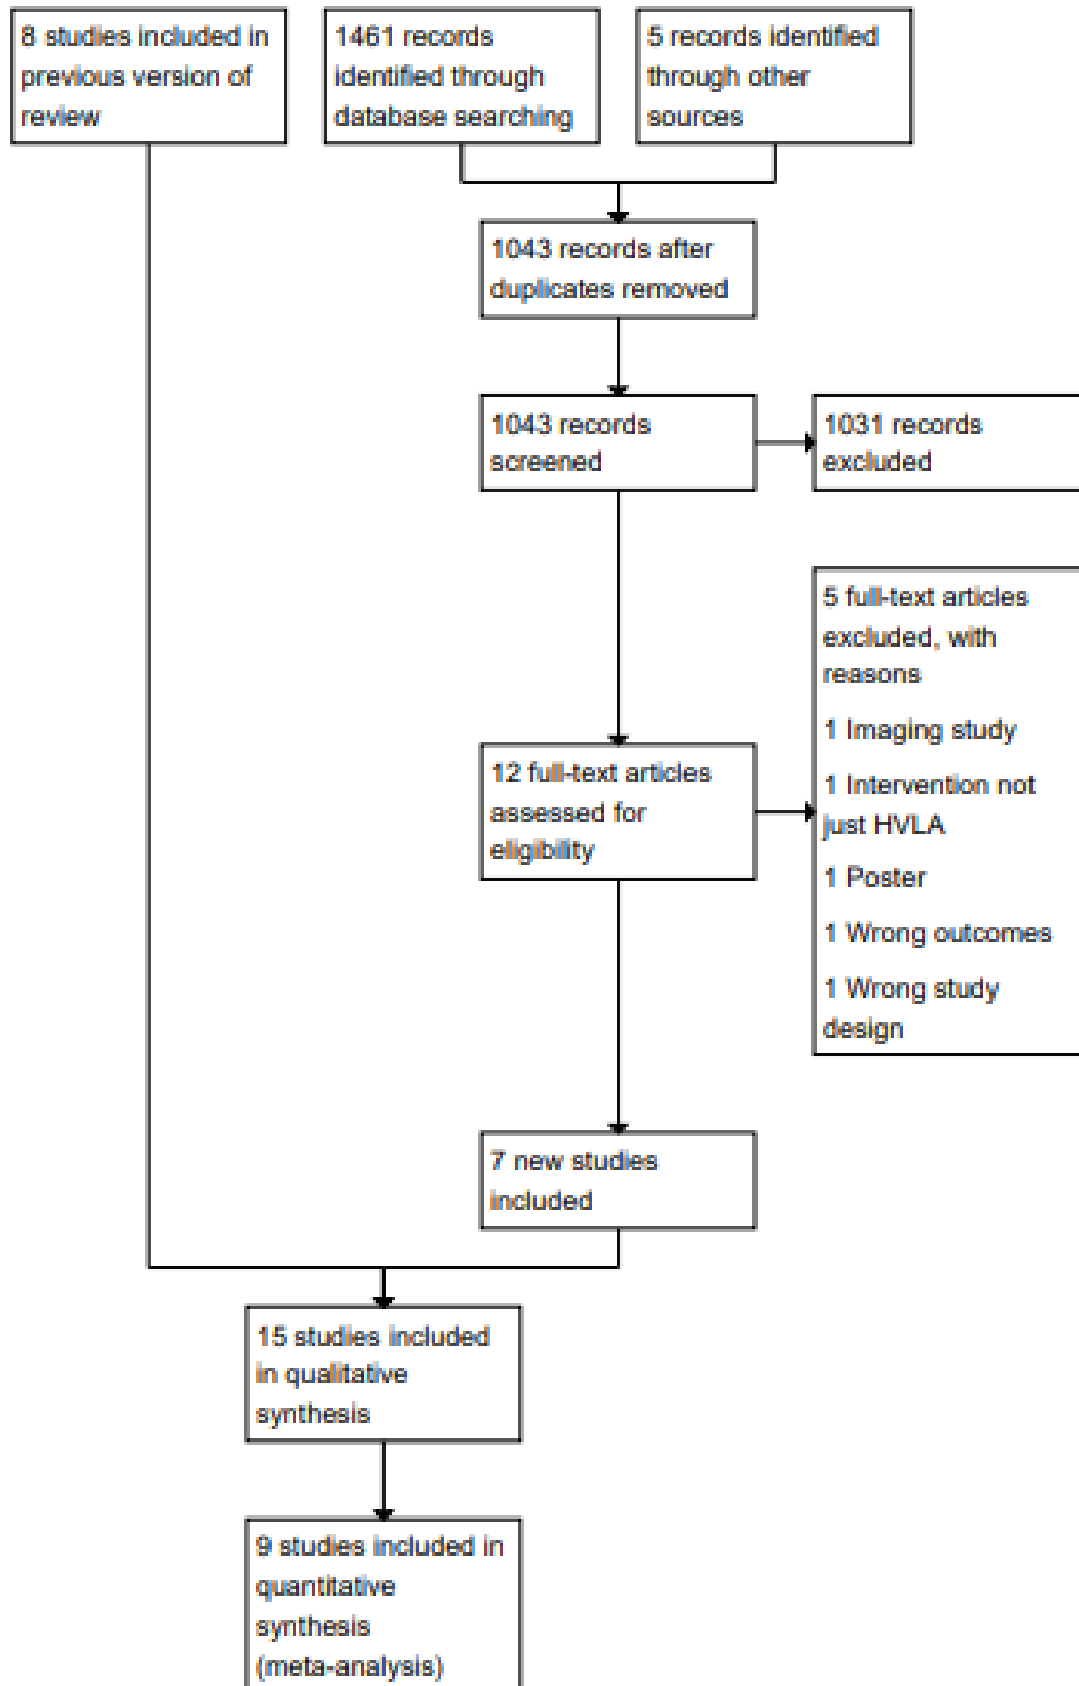 8 studies included in
previous version of
review
1461 records
identified through
database searching
5 records identified
through other
sources
1043 records after
duplicates removed
1043 records
screened
1031 records
excluded
5 full-text articles
excluded, with
reasons
1 Imaging study
1 Intervention not
just HVLA
1 Poster
1 Wrong outcomes
1 Wrong study
design
12 full-text articles
assessed for
eligibility
7 new studies
included
15 studies included
in qualitative
synthesis
9 studies included in
quantitative
synthesis
(meta-analysis)